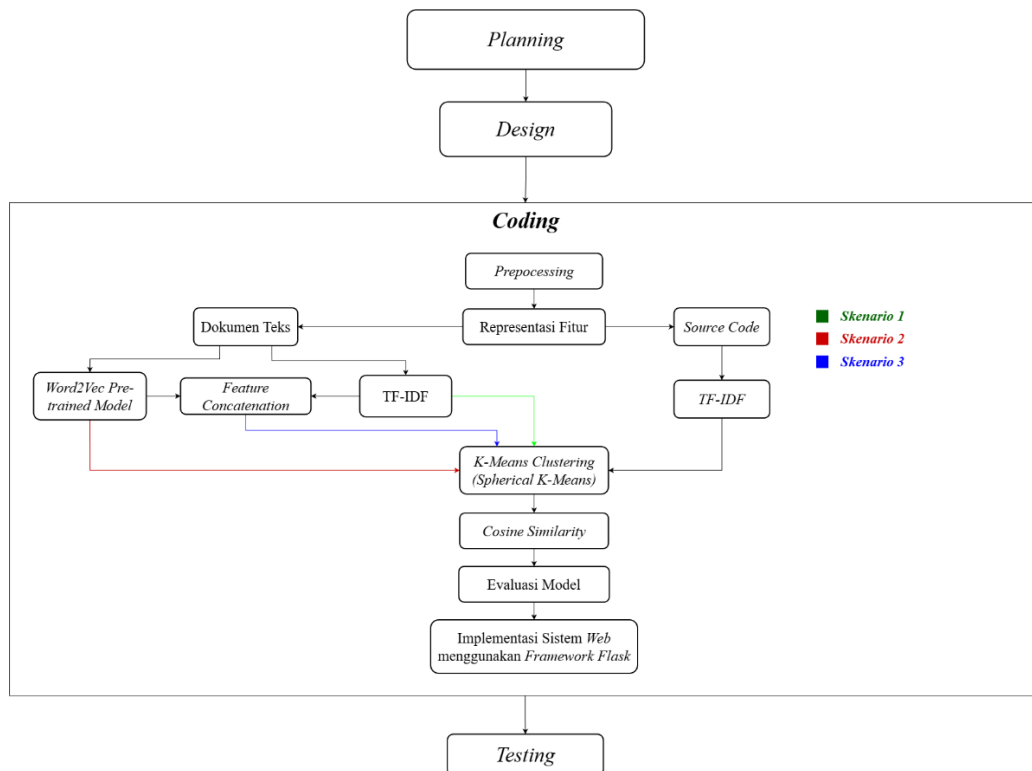 Planning
Design
Coding
Prepocessing
Dokumen Teks
Representasi Fitur
Source Code
Skenario 1
Skenario 2
Skenario 3
Word2Vec Pre-
trained Model
Feature
Concatenation
TF-IDF
TF-IDF
K-Means Clustering
(Spherical K-Means)
Cosine Similarity
Evaluasi Model
Implementasi Sistem Web
menggunakan Framework Flask
Testing